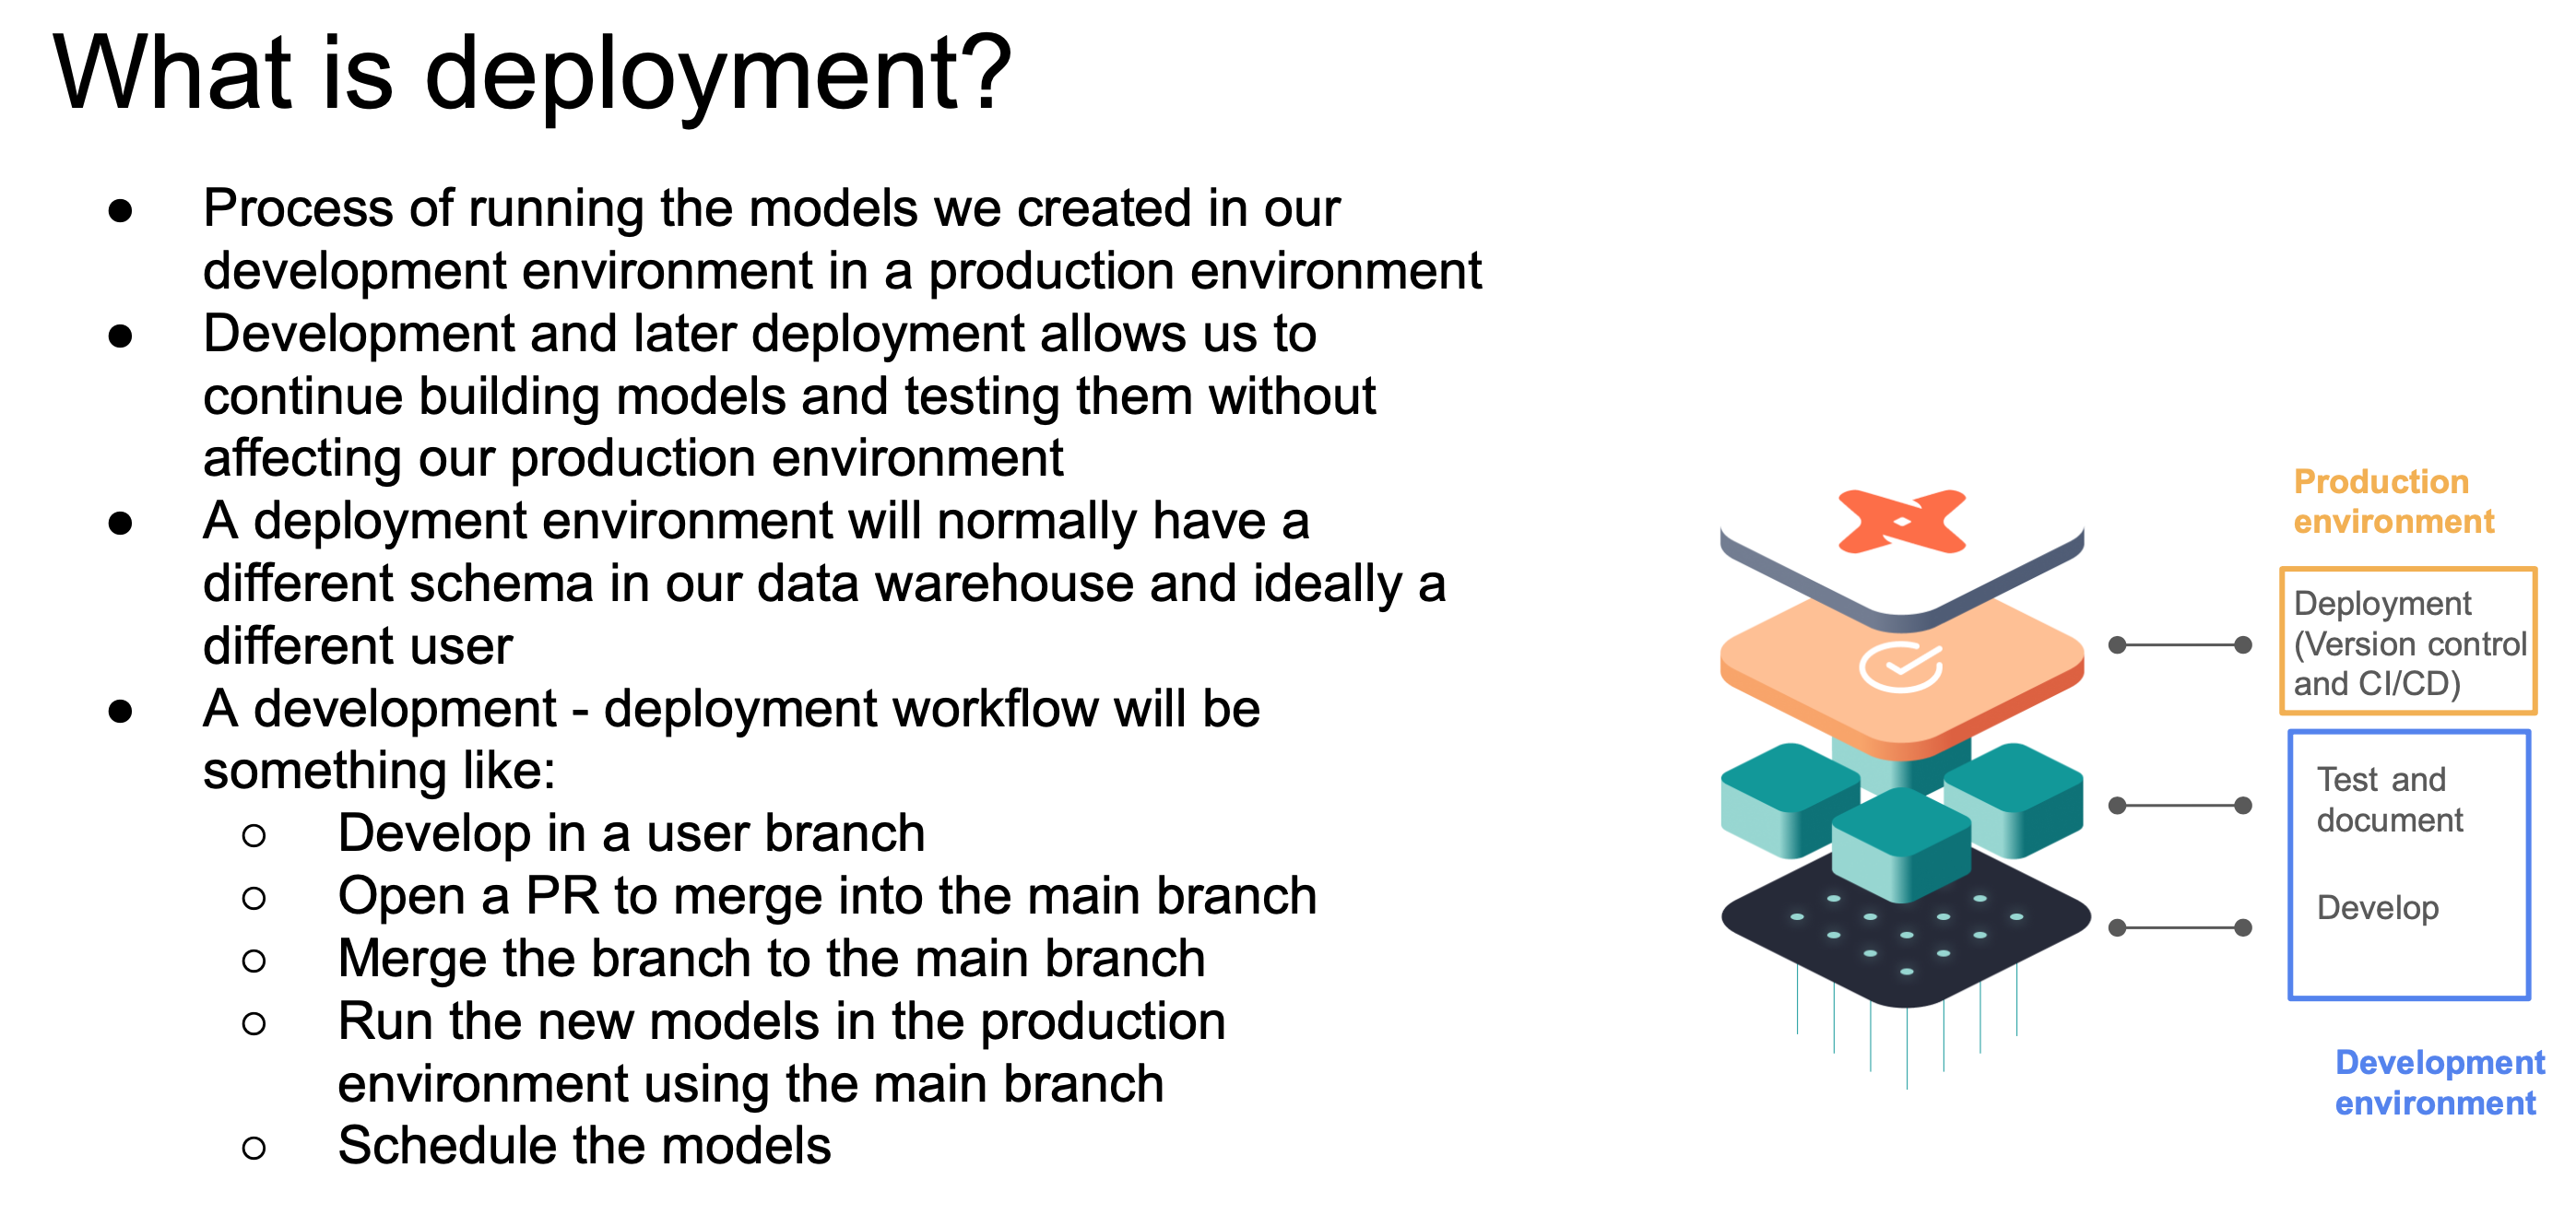 What is deployment?
● Process of running the models we created in our
development environment in a production environment
● Development and later deployment allows us to
continue building models and testing them without
affecting our production environment
● A deployment environment will normally have a
different schema in our data warehouse and ideally a
different user
● A development - deployment workflow will be
something like:
○ Develop in a user branch
○ Open a PR to merge into the main branch
○ Merge the branch to the main branch
○ Run the new models in the production
environment using the main branch
○ Schedule the models
Production
environment
Deployment
(Version control
and CI/CD)
Test and
document
Develop
Development
environment